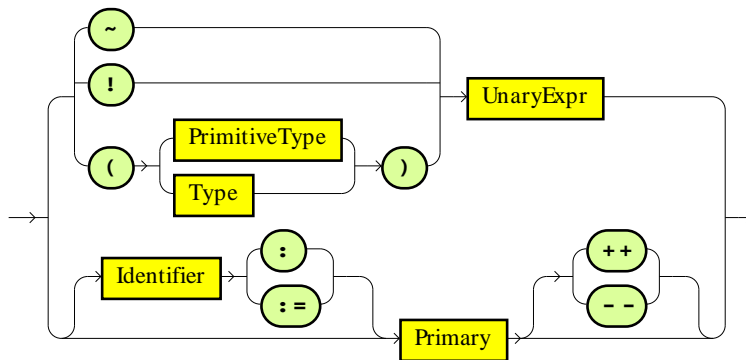 ~
! UnaryExpr
( PrimitiveType )
Type
Identifier : ++
:= --
Primary